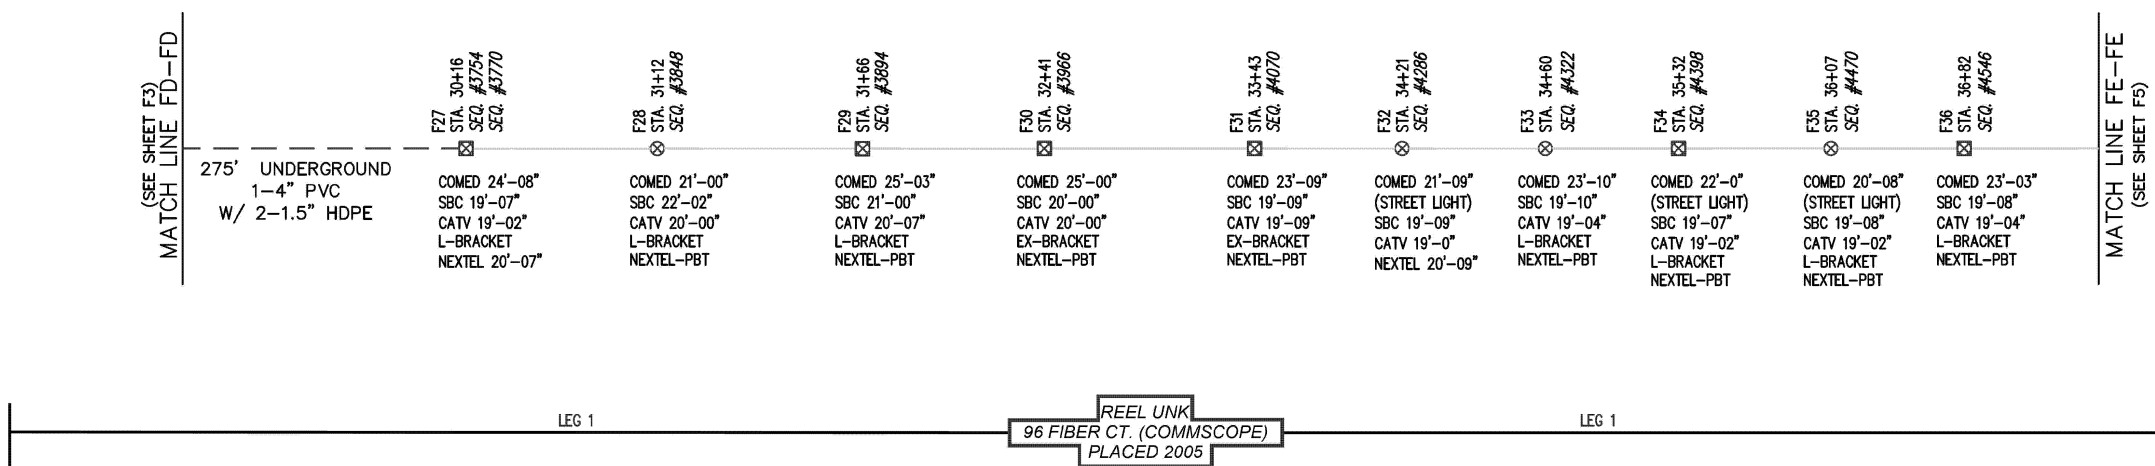 (SEE SHEET F3)
MATCH LINE FD-FD
275' UNDERGROUND
1-4" PVC
W/ 2-1.5" HDPE
F27
STA. 30+16
SEQ. #3754
SEQ. #3770
COMED 24'-08"
SBC 19'-07"
CATV 19'-02"
L-BRACKET
NEXTEL 20'-07"
F28
STA. 31+12
SEQ. #3848
COMED 21'-00"
SBC 22'-02"
CATV 20'-00"
L-BRACKET
NEXTEL-PBT
F29
STA. 31+66
SEQ. #3894
COMED 25'-03"
SBC 21'-00"
CATV 20'-07"
L-BRACKET
NEXTEL-PBT
F30
STA. 32+41
SEQ. #3966
COMED 25'-00"
SBC 20'-00"
CATV 20'-00"
EX-BRACKET
NEXTEL-PBT
F31
STA. 33+43
SEQ. #4070
COMED 23'-09"
SBC 19'-09"
CATV 19'-09"
EX-BRACKET
NEXTEL-PBT
F32
STA. 34+21
SEQ. #4286
COMED 21'-09"
(STREET LIGHT)
SBC 19'-09"
CATV 19'-0"
NEXTEL 20'-09"
F33
STA. 34+60
SEQ. #4322
COMED 23'-10"
SBC 19'-10"
CATV 19'-04"
L-BRACKET
NEXTEL-PBT
F34
STA. 35+32
SEQ. #4398
COMED 22'-0"
(STREET LIGHT)
SBC 19'-07"
CATV 19'-02"
L-BRACKET
NEXTEL-PBT
F35
STA. 36+07
SEQ. #4470
COMED 20'-08"
(STREET LIGHT)
SBC 19'-08"
CATV 19'-02"
L-BRACKET
NEXTEL-PBT
F36
STA. 36+82
SEQ. #4546
COMED 23'-03"
SBC 19'-08"
CATV 19'-04"
L-BRACKET
NEXTEL-PBT
MATCH LINE FE-FE
(SEE SHEET F5)
LEG 1
REEL UNK
96 FIBER CT. (COMMSCOPE)
PLACED 2005
LEG 1